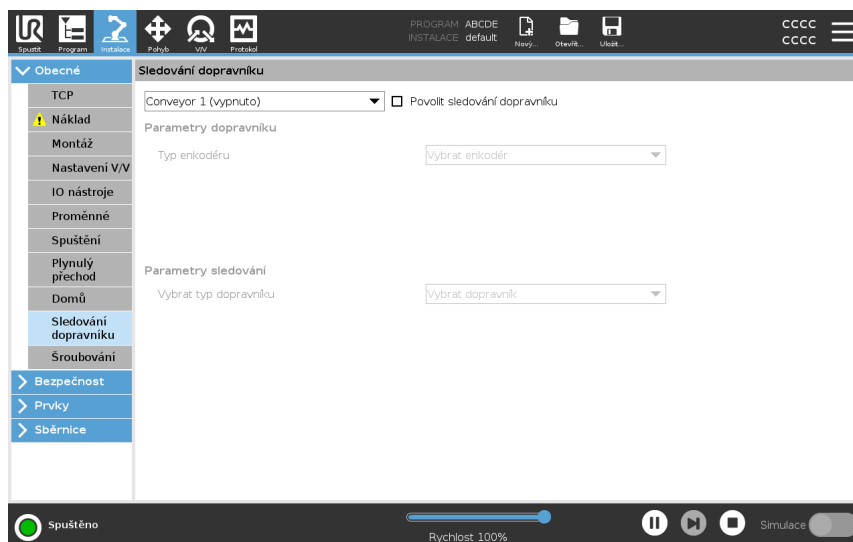 PROGRAM ABCDE
INSTALACE default
CCCC
CCCC
Spustit Program Instalace Pohyb V/V Protokol Nový... Otevřít... Uložit...
Obecné
Sledování dopravníku
TCP
Náklad
Montáž
Nastavení V/V
IO nástroje
Proměnné
Spuštění
Plynulý
přechod
Domů
Sledování
dopravníku
Šroubování
Bezpečnost
Prvky
Sběrnice
Conveyor 1 (vypnuto) Povolit sledování dopravníku
Parametry dopravníku
Typ enkodéru Vybrat enkodér
Parametry sledování
Vybrat typ dopravníku Vybrat dopravník
Spuštěno
Rychlost 100%
Simulace